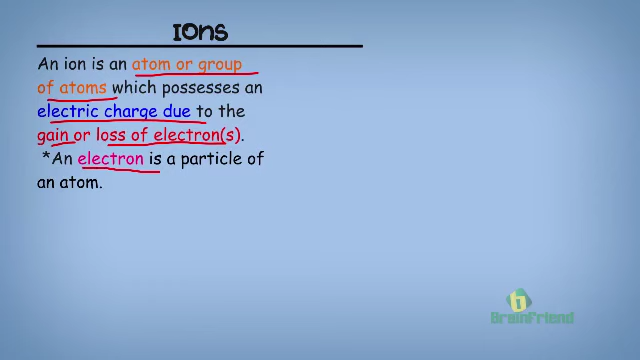 Ions
An ion is an atom or group
of atoms which possesses an
electric charge due to the
gain or loss of electron(s).
*An electron is a particle of
an atom.
BrainFriend